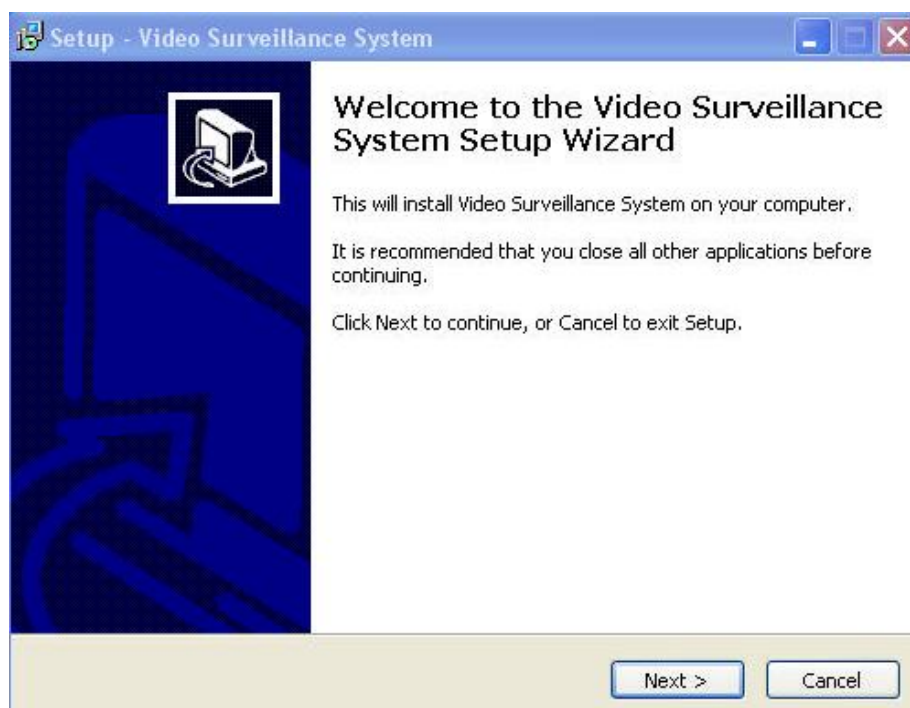 Setup - Video Surveillance System
Welcome to the Video Surveillance
System Setup Wizard
This will install Video Surveillance System on your computer.
It is recommended that you close all other applications before
continuing.
Click Next to continue, or Cancel to exit Setup.
Next >
Cancel